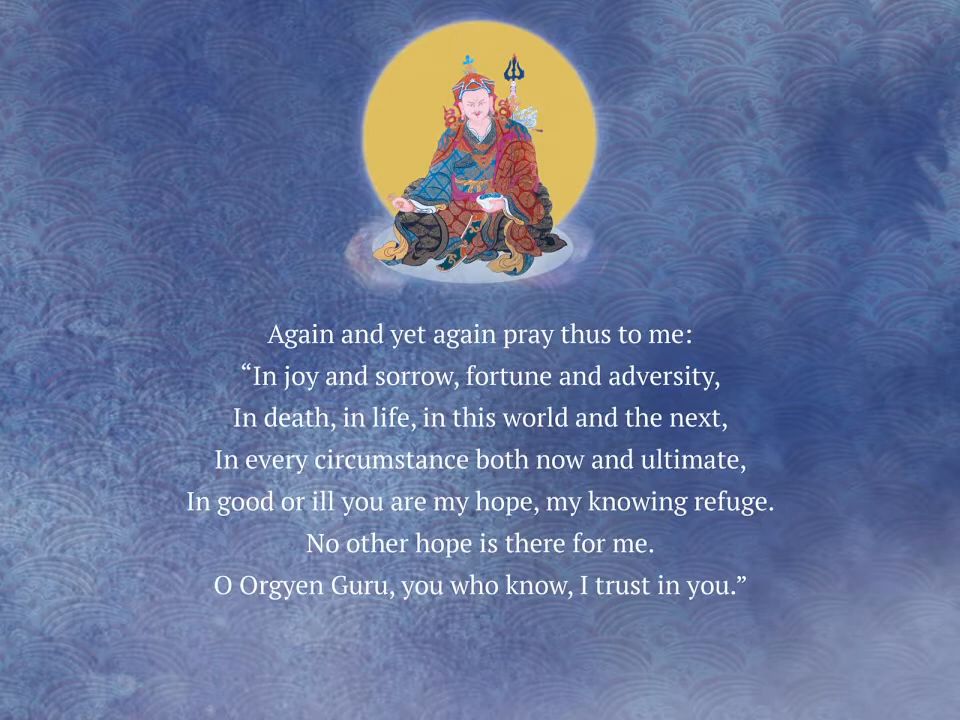 Again and yet again pray thus to me:
“In joy and sorrow, fortune and adversity,
In death, in life, in this world and the next,
In every circumstance both now and ultimate,
In good or ill you are my hope, my knowing refuge.
No other hope is there for me.
O Orgyen Guru, you who know, I trust in you.”